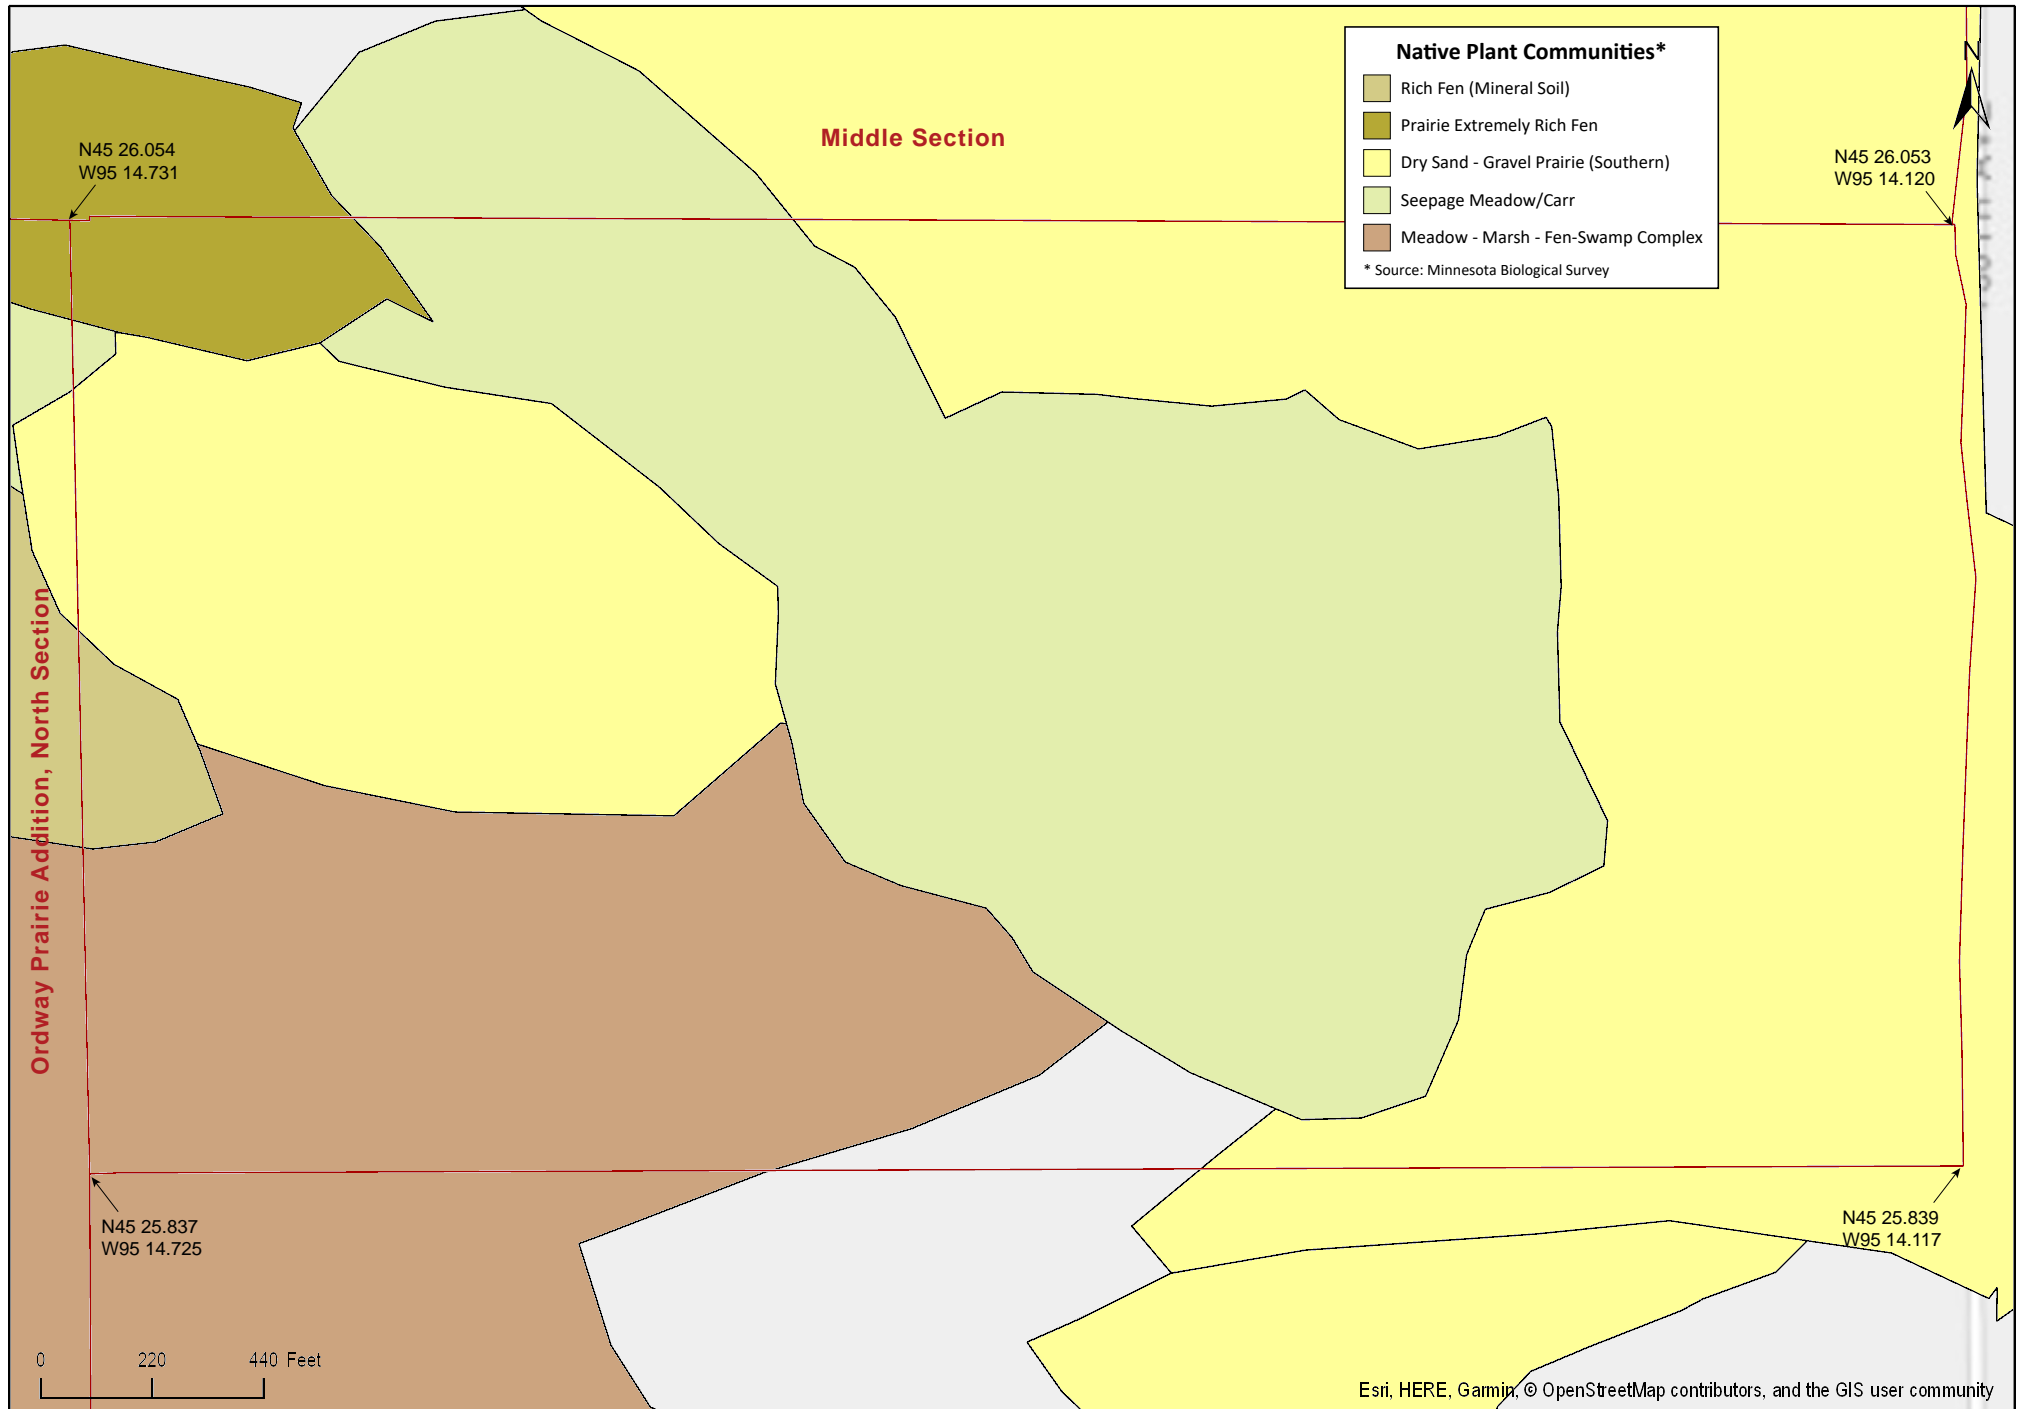 Native Plant Communities*
Rich Fen (Mineral Soil)
Prairie Extremely Rich Fen
Dry Sand - Gravel Prairie (Southern)
Seepage Meadow/Carr
Meadow - Marsh - Fen-Swamp Complex
* Source: Minnesota Biological Survey
N
Middle Section
N45 26.054
W95 14.731
N45 26.053
W95 14.120
Ordway Prairie Addition, North Section
N45 25.837
W95 14.725
N45 25.839
W95 14.117
0 220 440 Feet
Esri, HERE, Garmin, © OpenStreetMap contributors, and the GIS user community